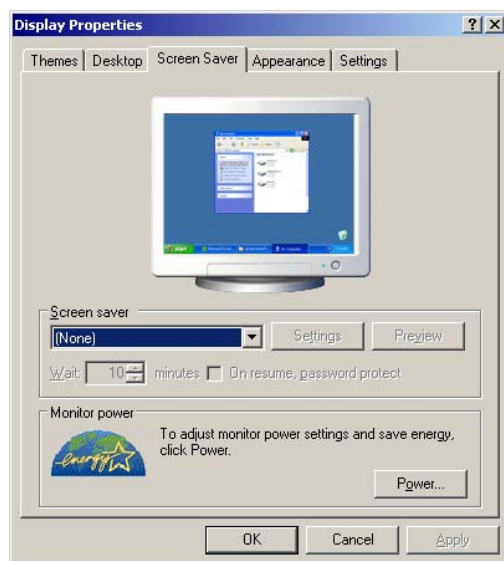 Display Properties
Themes Desktop Screen Saver Appearance Settings
start
Screen saver
(None) Settings Preview
Wait: 10 minutes On resume, password protect
Monitor power
To adjust monitor power settings and save energy,
click Power.
energy
Power...
OK Cancel Apply